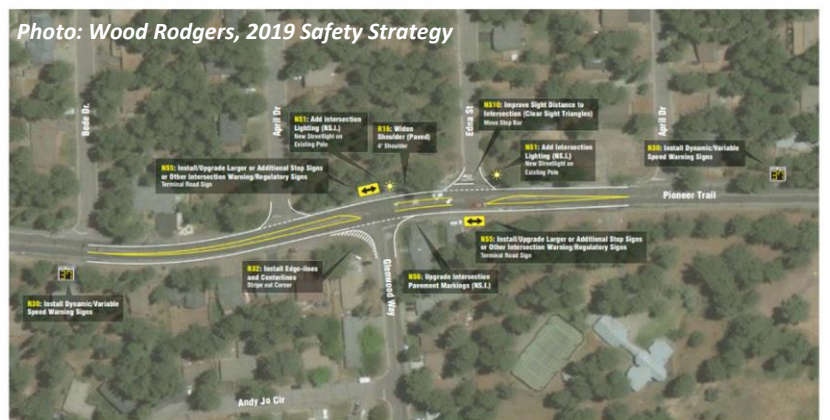 Photo: Wood Rodgers, 2019 Safety Strategy
Bede Dr.
April Dr
NS1: Add Intersection
Lighting (NS.I.)
New Streetlight on
Existing Pole
R16: Widen
Shoulder (Paved)
4' Shoulder
Edna St
NS10: Improve Sight Distance to
Intersection (Clear Sight Triangles)
Move Stop Bar
NS1: Add Intersection
Lighting (NS.I.)
New Streetlight on
Existing Pole
April Dr
R30: Install Dynamic/Variable
Speed Warning Signs
NS5: Install/Upgrade Larger or Additional Stop Signs
or Other Intersection Warning/Regulatory Signs
Terminal Road Sign
Pioneer Trail
NS5: Install/Upgrade Larger or Additional Stop Signs
or Other Intersection Warning/Regulatory Signs
Terminal Road Sign
R32: Install Edge-lines
and Centerlines
Stripe out Corner
Glenwood Way
NS6: Upgrade Intersection
Pavement Markings (NS.I.)
R30: Install Dynamic/Variable
Speed Warning Signs
Andy Jo Cir